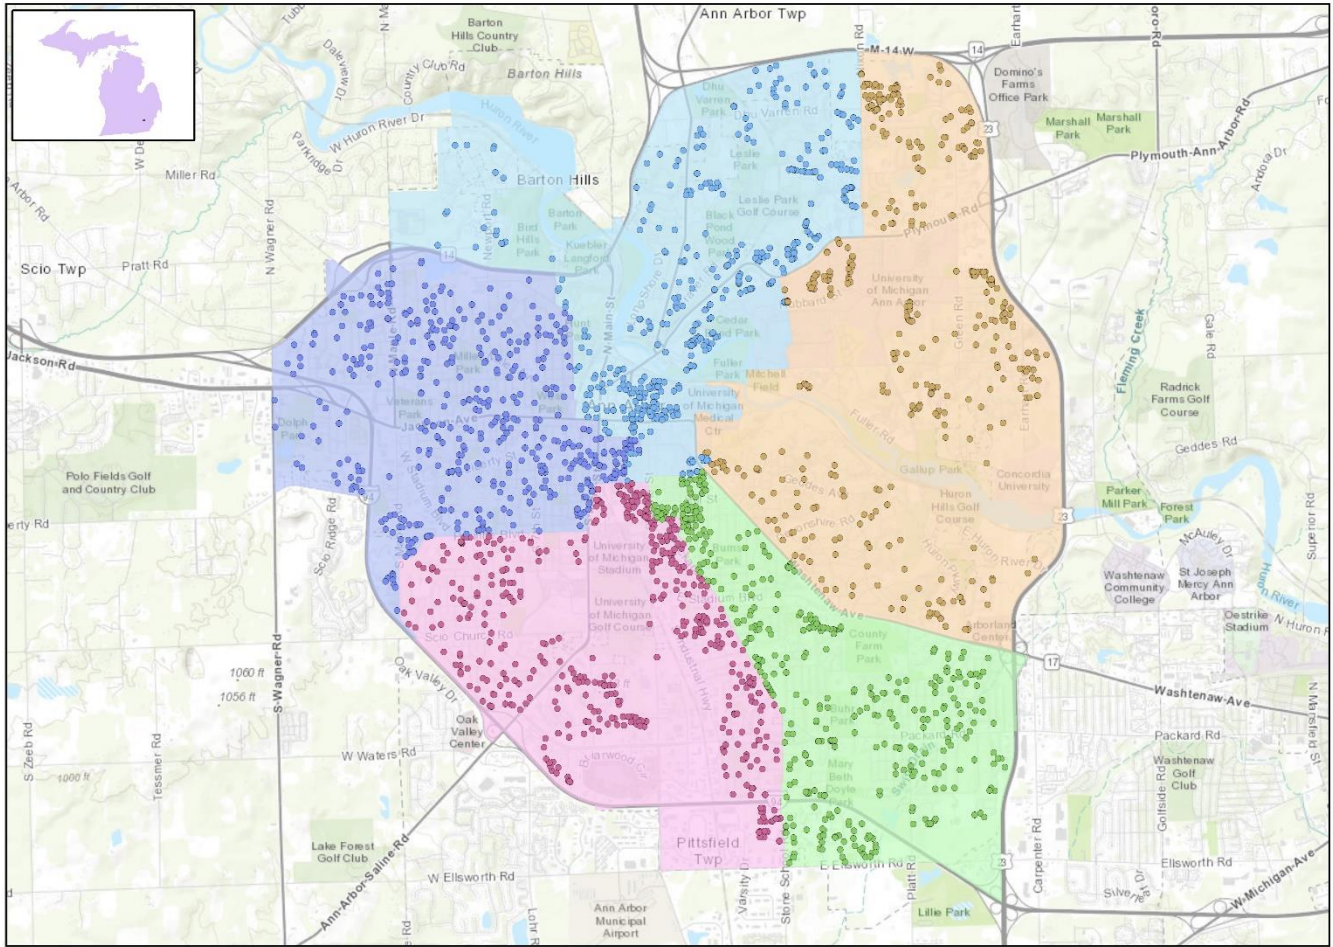 Ann Arbor Twp
Barton
Hills Country
Club
Country Club Rd
Barton Hills
Daleview Dr
Huron River
W Huron River Dr
Parkridge
Dr
Miller Rd
Barton Hills
M-14 W
14
Earhart
Domino's
Farms
Office Park
Marshall
Park
Marshall
Park
23
Plymouth-Ann-Arbor-Rd
Andova Dr
Dhu
Varren
Park
Dhu Varren Rd
Leslie
Park
Leslie Park
Golf Course
Black
Pond
Wood
Park
Plymouth-Rd
N Wagner Rd
Newport Rd
Barton
Park
Bird
Hills
Park
Kuebler
Langford
Park
14
Scio Twp
Pratt Rd
University
of Michigan
Ann Arbor
Green Rd
Fleming Creek
Gale Rd
N Main St
Cedar
Park
Fuller
Park
Mitchell
Field
University
of Michigan
Medical
Ctr
Jackson-Rd
Miller
Park
Veterans
Park
Fuller Rd
Radrick
Farms Golf
Course
Geddes Rd
Gallup Park
Concordia
University
Huron
Hills Golf
Course
Parker
Mill Park
Forest
Park
23
McAuley Dr
Superior Rd
Polo Fields Golf
and Country Club
erty Rd
Scio Ridge Rd
University
of Michigan
Stadium
University
of Michigan
Golf Course
Burns
Park
E Stadium Blvd
Washtenaw-Ave
E Huron River Dr
Washtenaw
Community
College
St Joseph
Mercy Ann
Arbor
Huron River
Oestrike
Stadium
N Huron R
Arborland
Center
17
Washtenaw-Ave
County
Farm
Park
Scio Church Rd
Industrial Hwy
1060 ft
1056 ft
S-Wagner-Rd
Oak Valley Dr
Oak
Valley
Center
Buhr
Park
Packard Rd
Packard Rd
N Mansfield St
S Zeeb Rd
Tessmer Rd
1000 ft
W Waters Rd
Briarwood Cir
Mary
Beth
Doyle
Park
Washtenaw
Golf
Club
Golfside Rd
94
Carpenter Rd
Pittsfield
Twp
Lake Forest
Golf Club
Ann-Arbor-Saline-Rd
W Ellsworth Rd
Varsity Dr
E Ellsworth Rd
Platt Rd
23
Ellsworth Rd
W-Michigan-Ave
Lohr R
Ann Arbor
Municipal
Airport
Lillie Park